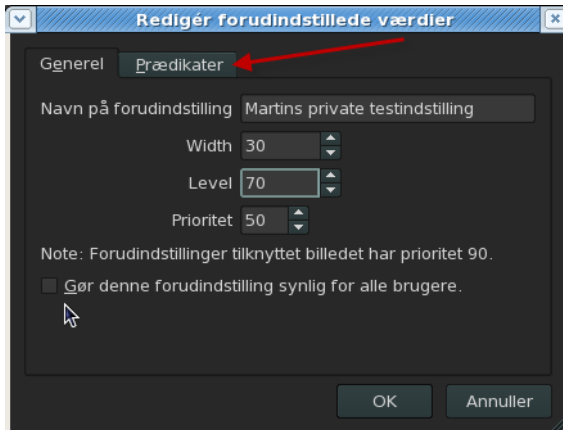 Redigér forudindstillede værdier
Generel Prædikater
Navn på forudindstilling Martins private testindstilling
Width 30
Level 70
Prioritet 50
Note: Forudindstillinger tilknyttet billedet har prioritet 90.
Gør denne forudindstilling synlig for alle brugere.
OK Annuller